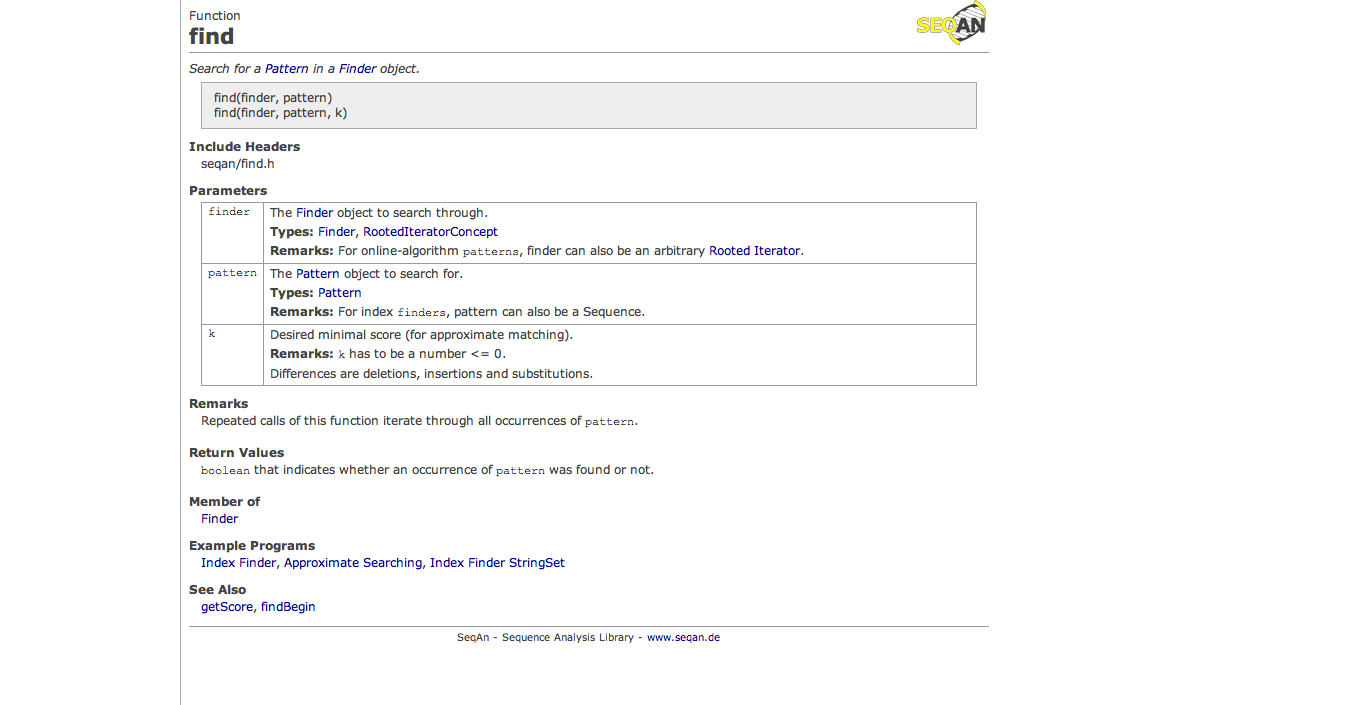 Function
find
SEQAN
Search for a Pattern in a Finder object.
find(finder, pattern)
find(finder, pattern, k)
Include Headers
seqan/find.h
Parameters
finder
The Finder object to search through.
Types: Finder, RootedIteratorConcept
Remarks: For online-algorithm patterns, finder can also be an arbitrary Rooted Iterator.
pattern
The Pattern object to search for.
Types: Pattern
Remarks: For index finders, pattern can also be a Sequence.
k
Desired minimal score (for approximate matching).
Remarks: k has to be a number <= 0.
Differences are deletions, insertions and substitutions.
Remarks
Repeated calls of this function iterate through all occurrences of pattern.
Return Values
boolean that indicates whether an occurrence of pattern was found or not.
Member of
Finder
Example Programs
Index Finder, Approximate Searching, Index Finder StringSet
See Also
getScore, findBegin
SeqAn - Sequence Analysis Library - www.seqan.de